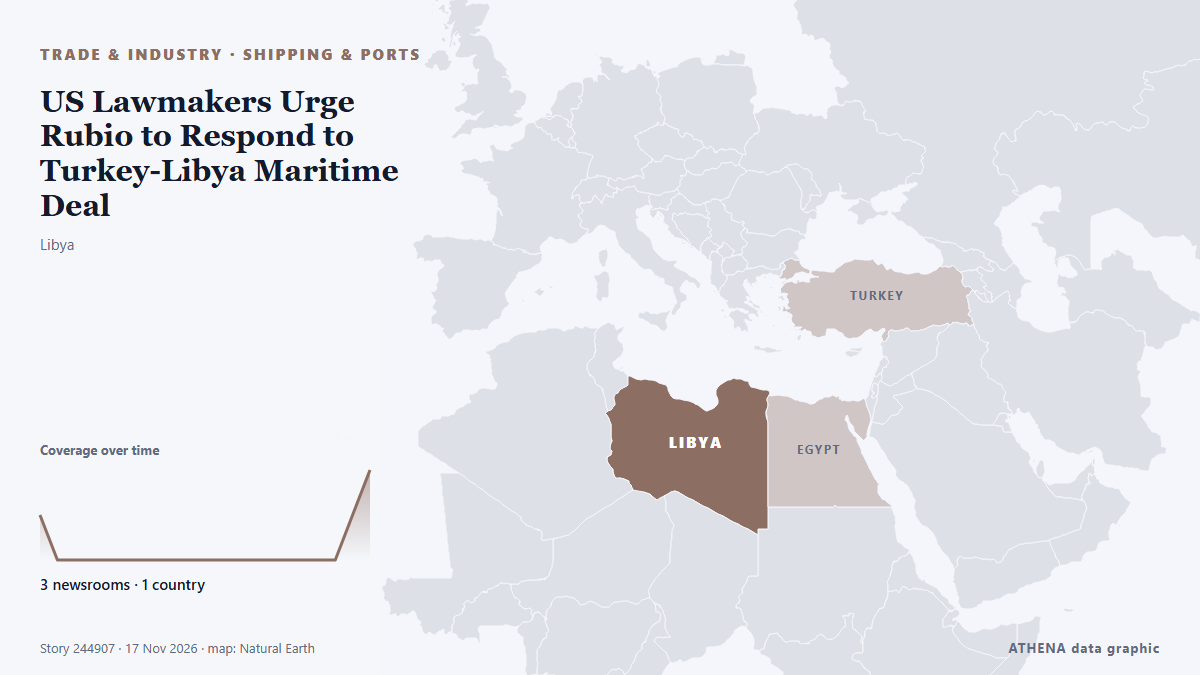 TRADE & INDUSTRY · SHIPPING & PORTS
US Lawmakers Urge
Rubio to Respond to
Turkey-Libya Maritime
Deal
Libya
TURKEY
LIBYA
EGYPT
Coverage over time
3 newsrooms · 1 country
Story 244907 · 17 Nov 2026 · map: Natural Earth
ATHENA data graphic